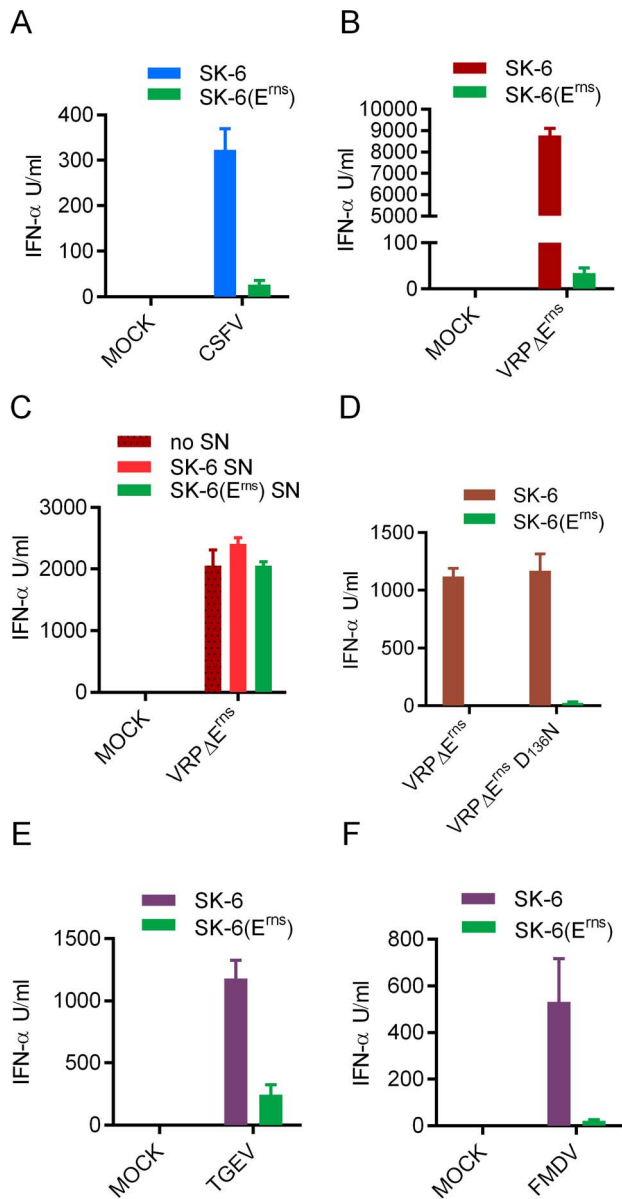 A
SK-6
SK-6(E^rns)
IFN-α U/ml
400
300
200
100
0
MOCK
CSFV
B
SK-6
SK-6(E^rns)
IFN-α U/ml
10000
9000
8000
7000
6000
5000
100
0
MOCK
VRPΔE^rns
C
no SN
SK-6 SN
SK-6(E^rns) SN
IFN-α U/ml
3000
2000
1000
0
MOCK
VRPΔE^rns
D
SK-6
SK-6(E^rns)
IFN-α U/ml
1500
1000
500
0
VRPΔE^rns
VRPΔE^rns D136N
E
SK-6
SK-6(E^rns)
IFN-α U/ml
1500
1000
500
0
MOCK
TGEV
F
SK-6
SK-6(E^rns)
IFN-α U/ml
800
600
400
200
0
MOCK
FMDV